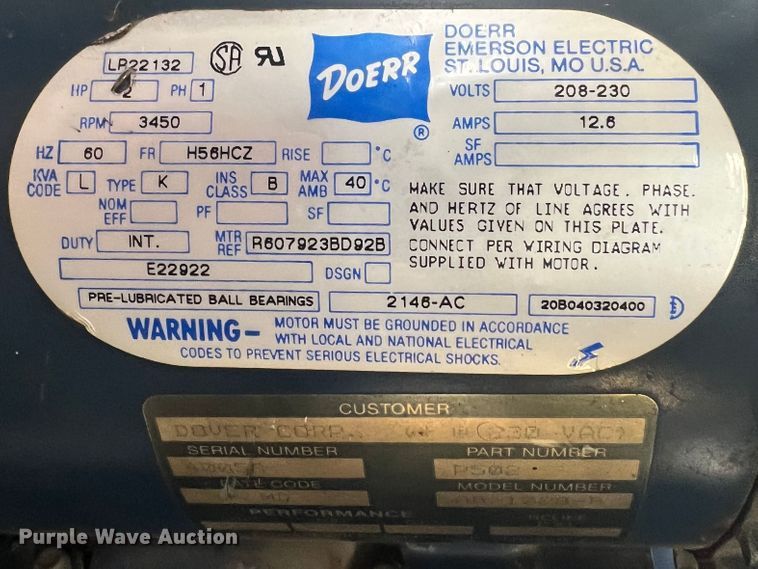 LR22132
SA RU
DOERR
®
DOERR
EMERSON ELECTRIC
ST. LOUIS, MO U.S.A.
HP 2 PH 1
VOLTS 208-230
RPM 3450
AMPS 12.6
HZ 60 FR H56HCZ RISE °C
SF AMPS
KVA CODE L TYPE K INS CLASS B MAX AMB 40 °C
NOM EFF PF SF
DUTY INT. MTR REF R607923BD92B
E22922 DSGN
MAKE SURE THAT VOLTAGE, PHASE,
AND HERTZ OF LINE AGREES WITH
VALUES GIVEN ON THIS PLATE.
CONNECT PER WIRING DIAGRAM
SUPPLIED WITH MOTOR.
PRE-LUBRICATED BALL BEARINGS 2146-AC 20B040320400
WARNING- MOTOR MUST BE GROUNDED IN ACCORDANCE
WITH LOCAL AND NATIONAL ELECTRICAL
CODES TO PREVENT SERIOUS ELECTRICAL SHOCKS.
CUSTOMER
DOVER CORP.
SERIAL NUMBER PART NUMBER
DATE CODE MODEL NUMBER
PERFORMANCE
Purple Wave Auction